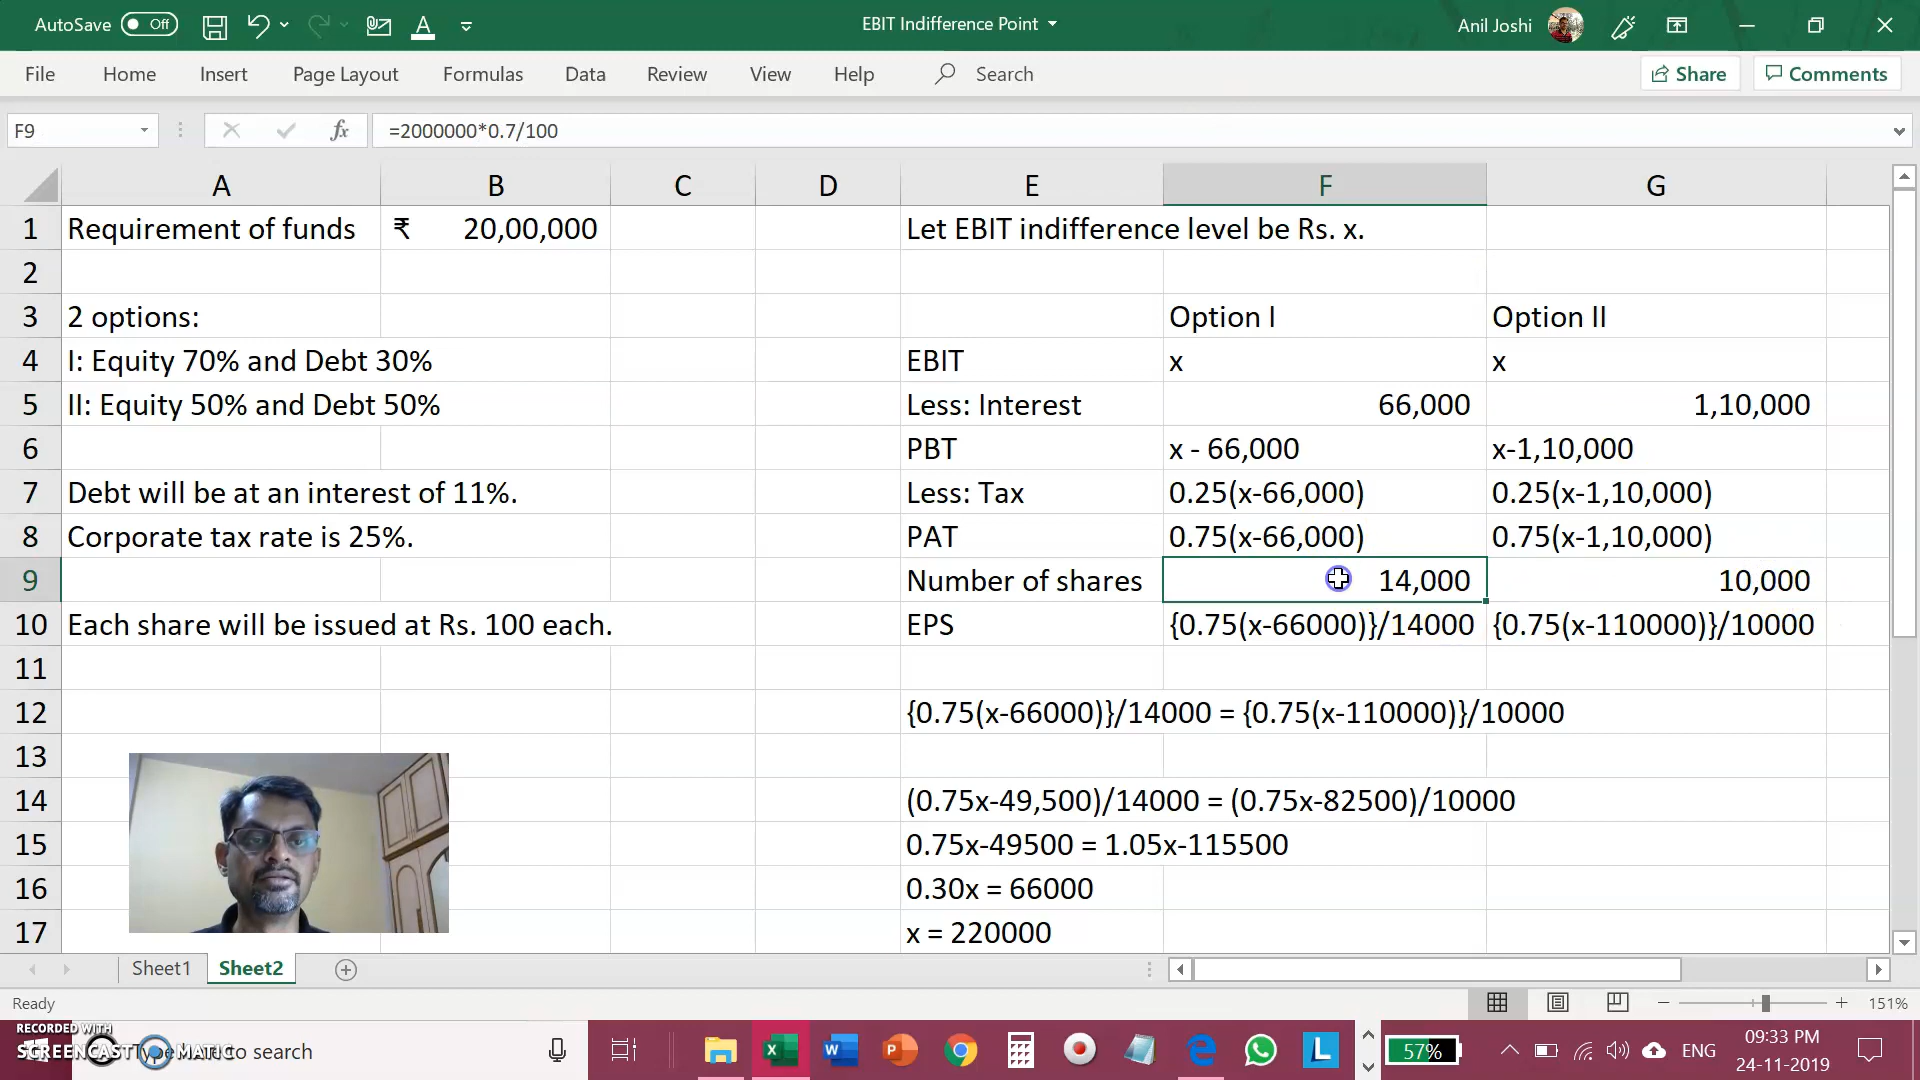 AutoSave Off
EBIT Indifference Point
Anil Joshi
File Home Insert Page Layout Formulas Data Review View Help Search Share Comments
F9 fx =2000000*0.7/100
A B C D E F G
1 Requirement of funds ₹ 20,00,000 Let EBIT indifference level be Rs. x.
2
3 2 options: Option I Option II
4 I: Equity 70% and Debt 30% EBIT x x
5 II: Equity 50% and Debt 50% Less: Interest 66,000 1,10,000
6 PBT x - 66,000 x-1,10,000
7 Debt will be at an interest of 11%. Less: Tax 0.25(x-66,000) 0.25(x-1,10,000)
8 Corporate tax rate is 25%. PAT 0.75(x-66,000) 0.75(x-1,10,000)
9 Number of shares 14,000 10,000
10 Each share will be issued at Rs. 100 each. EPS {0.75(x-66000)}/14000 {0.75(x-110000)}/10000
11
12 {0.75(x-66000)}/14000 = {0.75(x-110000)}/10000
13
14 (0.75x-49,500)/14000 = (0.75x-82500)/10000
15 0.75x-49500 = 1.05x-115500
16 0.30x = 66000
17 x = 220000
Sheet1 Sheet2
Ready 151%
RECORDED WITH
SCREENCAST MATIC
to search
57% ENG 09:33 PM
24-11-2019